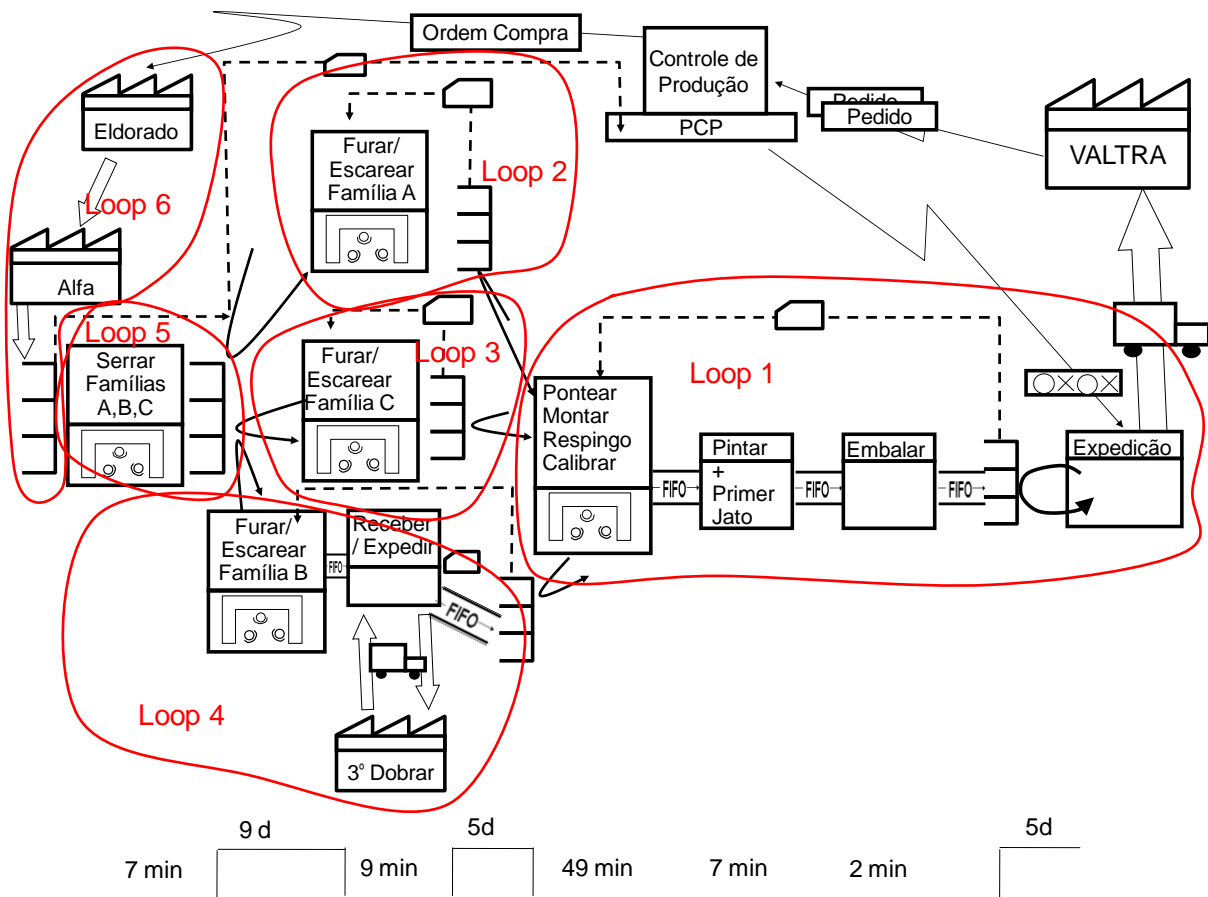 Ordem Compra
Controle de
Produção
PCP
Pedido
Pedido
VALTRA
Eldorado
Loop 6
Alfa
Furar/
Escarear
Família A
Loop 2
Loop 5
Serrar
Famílias
A,B,C
Furar/
Escarear
Família C
Loop 3
Loop 1
Pontear
Montar
Respingo
Calibrar
FIFO
Pintar
+
Primer
Jato
FIFO
Embalar
FIFO
Expedição
Furar/
Escarear
Família B
FIFO
Receber
/ Expedir
FIFO
Loop 4
3º Dobrar
9 d
5d
5d
7 min
9 min
49 min
7 min
2 min